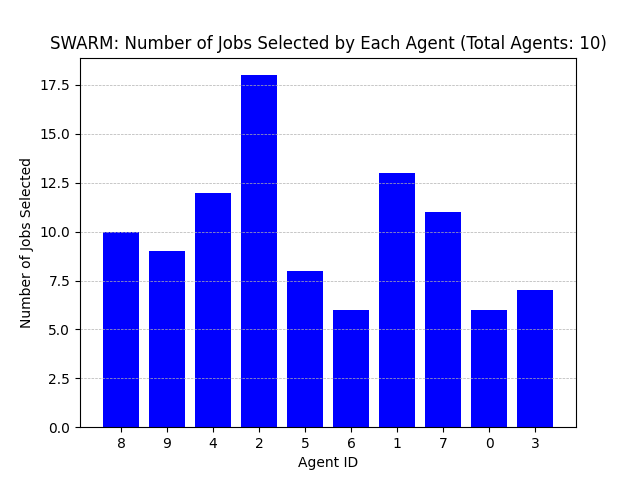 SWARM: Number of Jobs Selected by Each Agent (Total Agents: 10)
Number of Jobs Selected
17.5
15.0
12.5
10.0
7.5
5.0
2.5
0.0
8 9 4 2 5 6 1 7 0 3
Agent ID